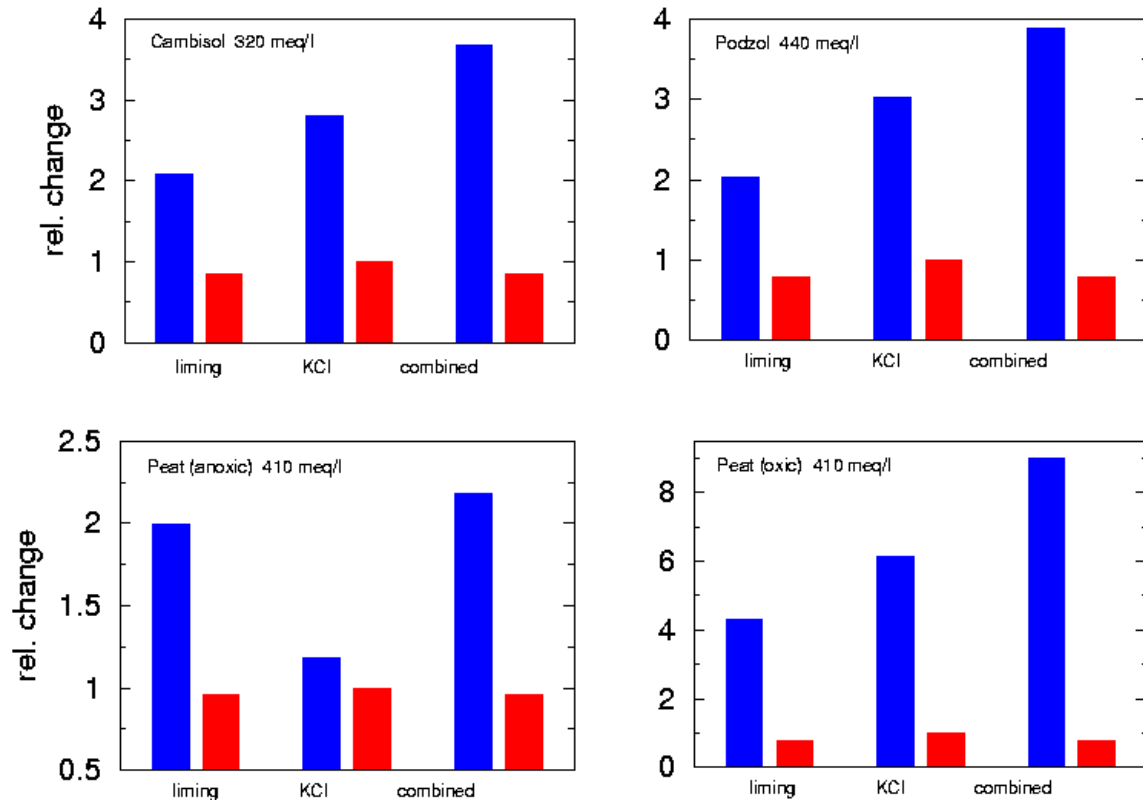 4
Cambisol 320 meq/l
3
2
1
0
rel. change
liming KCl combined
4
Podzol 440 meq/l
3
2
1
0
liming KCl combined
2.5
Peat (anoxic) 410 meq/l
2
1.5
1
0.5
rel. change
liming KCl combined
Peat (oxic) 410 meq/l
8
6
4
2
0
liming KCl combined